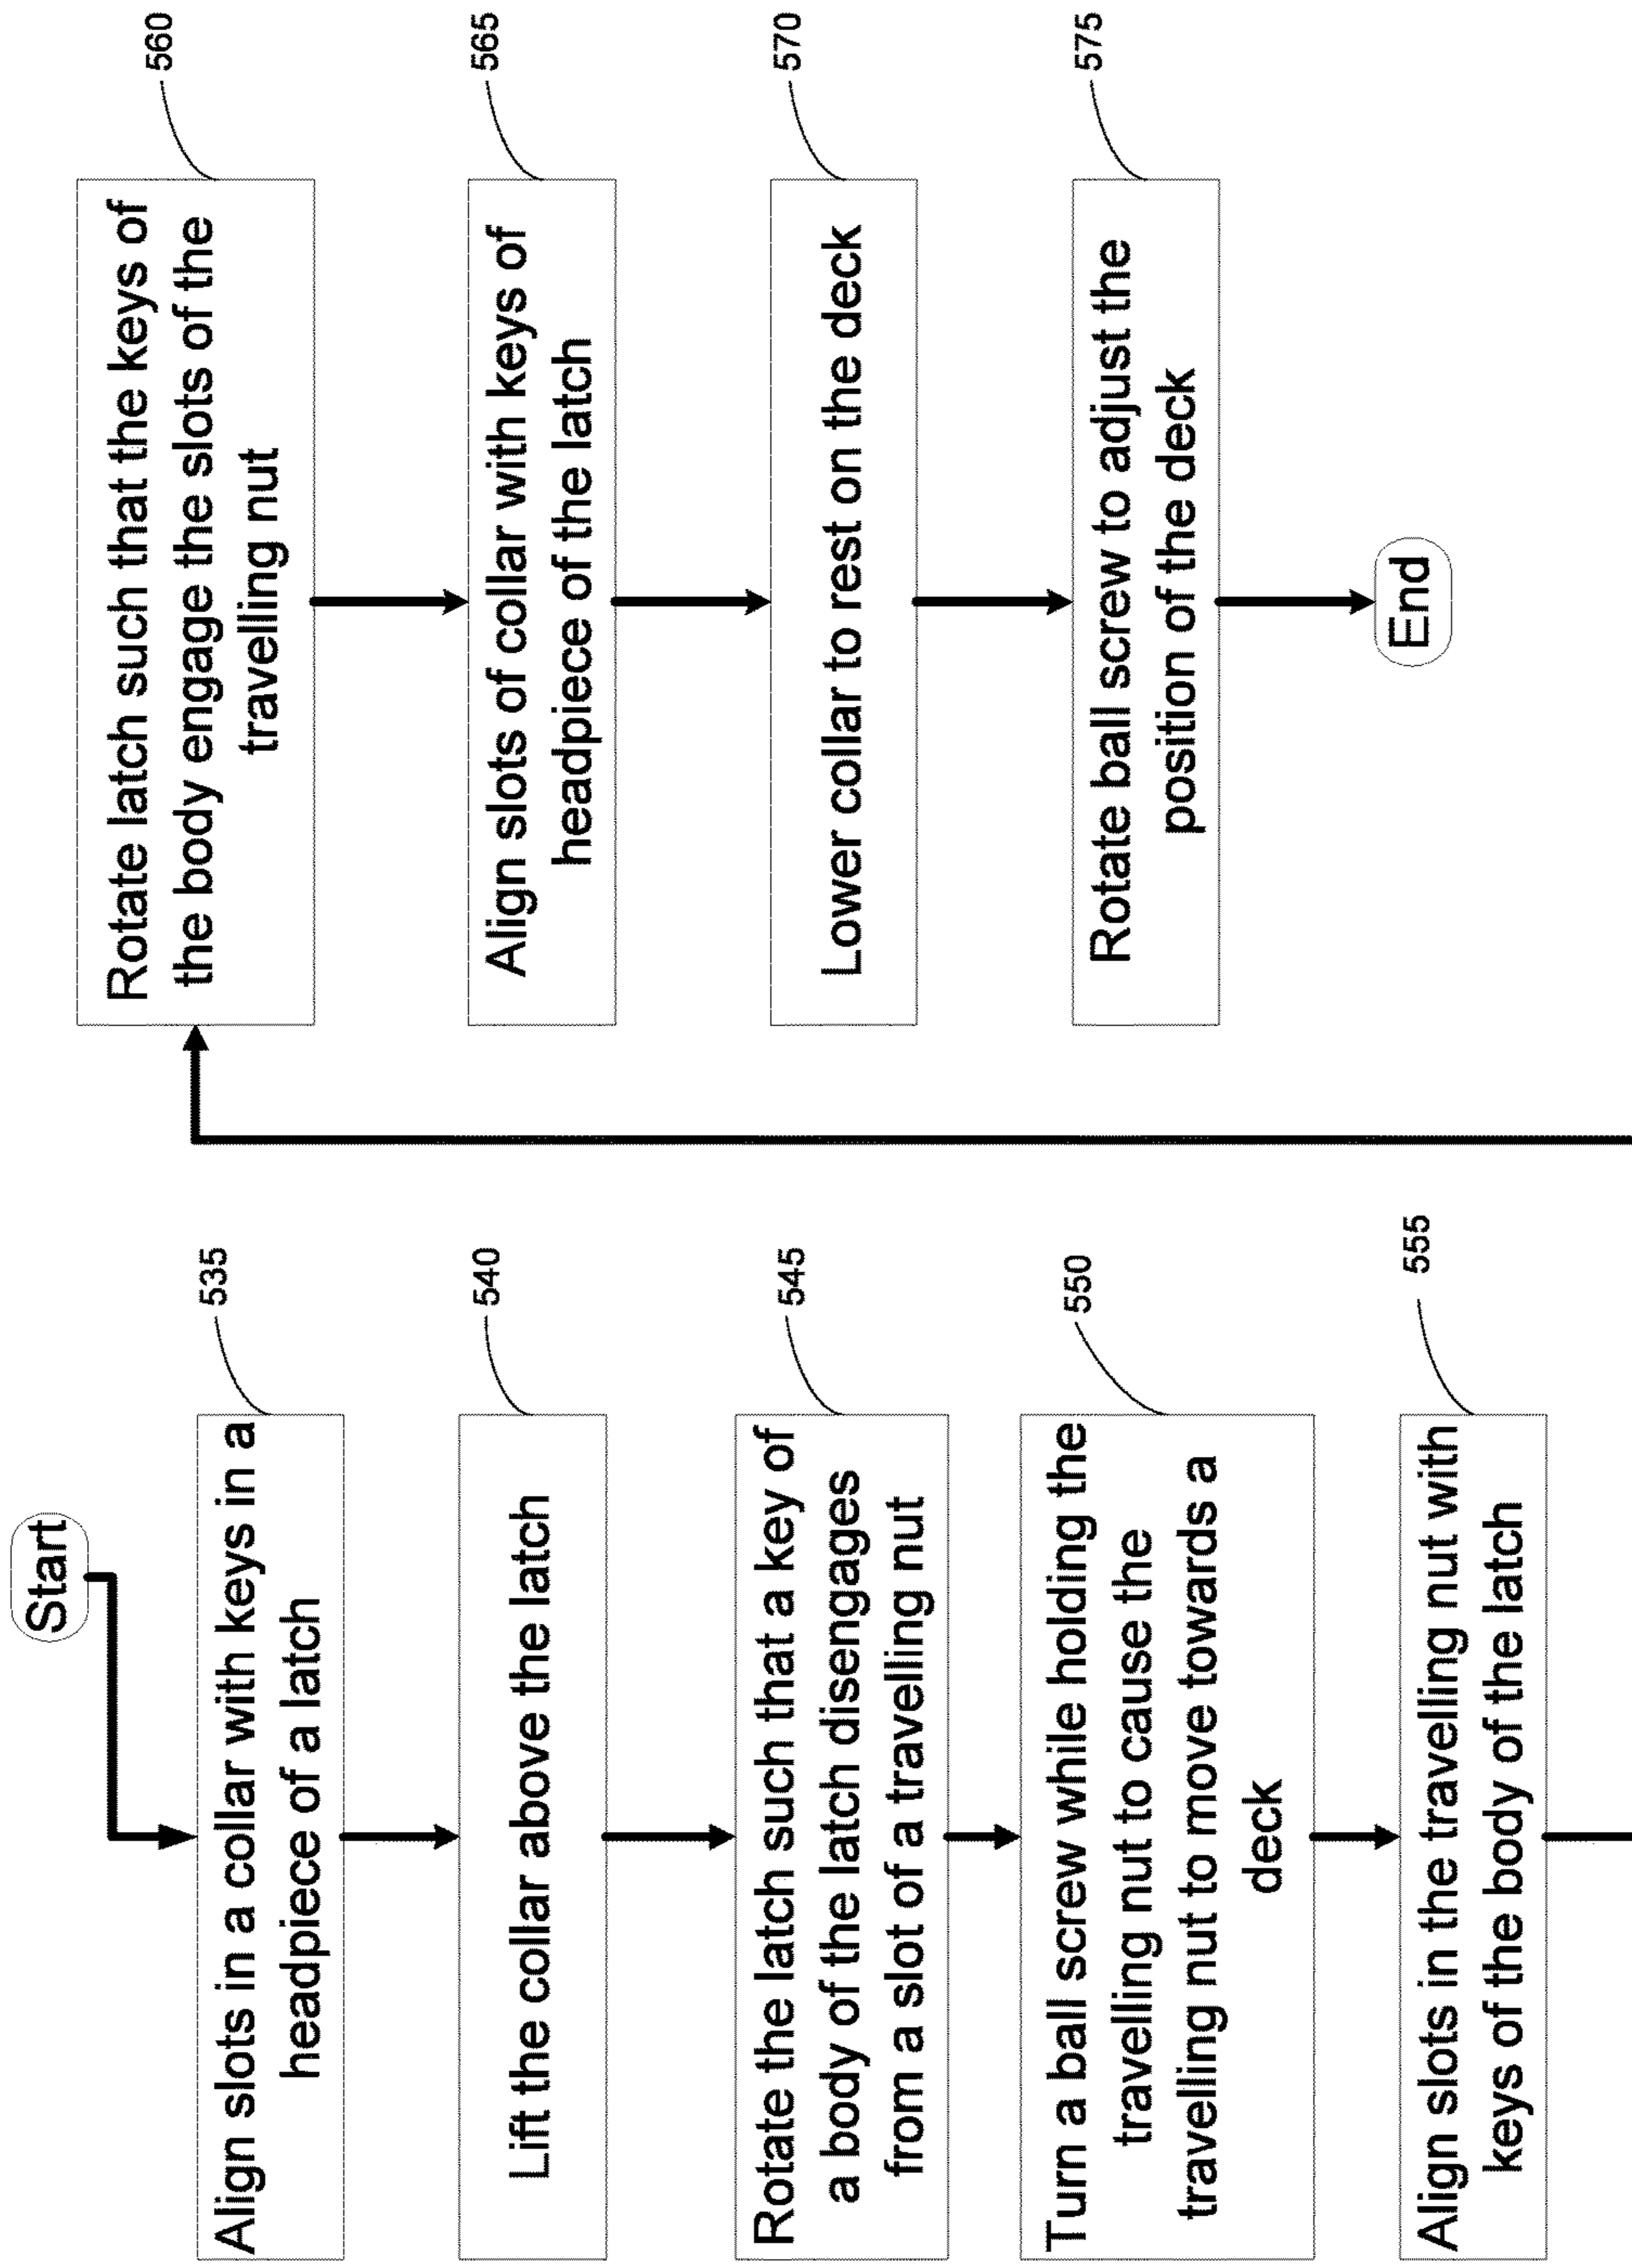 Start
Align slots in a collar with keys in a
headpiece of a latch
535
Lift the collar above the latch
540
Rotate the latch such that a key of
a body of the latch disengages
from a slot of a travelling nut
545
Turn a ball screw while holding the
travelling nut to cause the
travelling nut to move towards a
deck
550
Align slots in the travelling nut with
keys of the body of the latch
555
Rotate latch such that the keys of
the body engage the slots of the
travelling nut
560
Align slots of collar with keys of
headpiece of the latch
565
Lower collar to rest on the deck
570
Rotate ball screw to adjust the
position of the deck
575
End